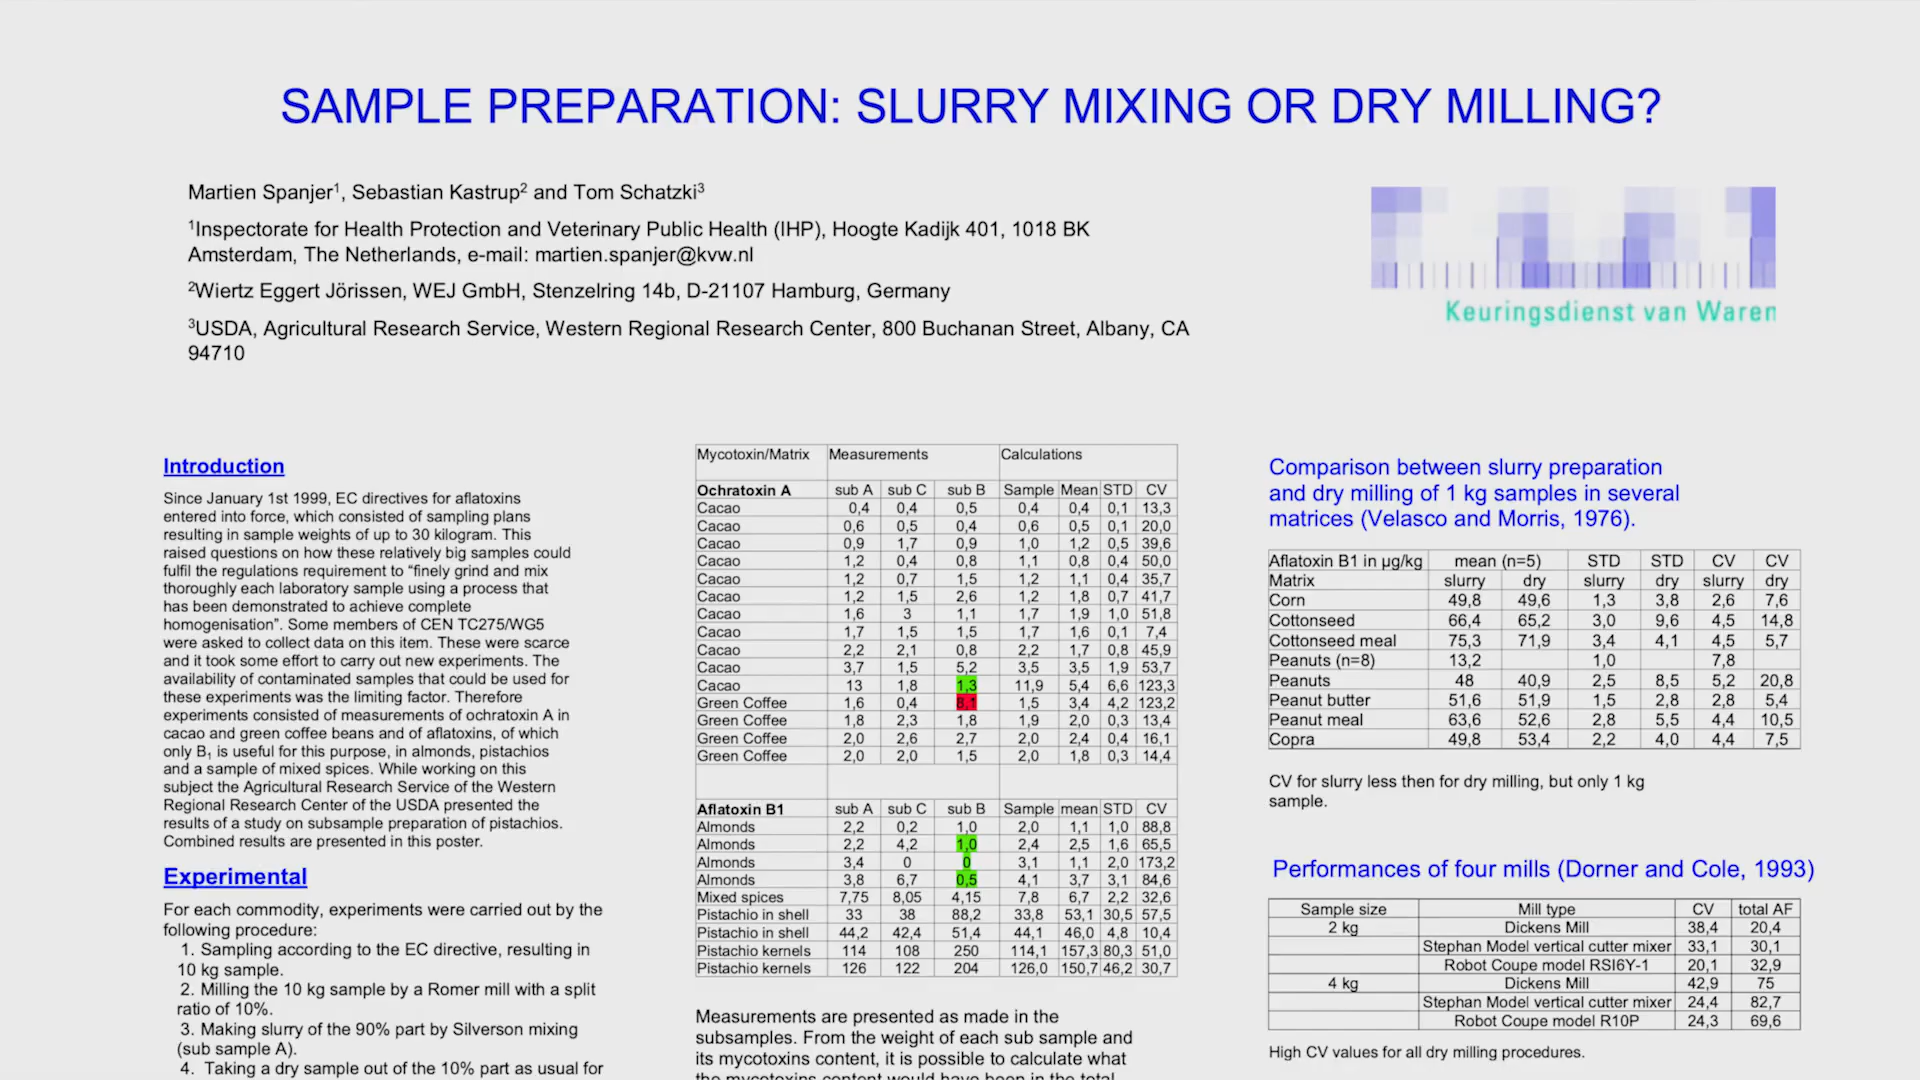 SAMPLE PREPARATION: SLURRY MIXING OR DRY MILLING?
Martien Spanjer1, Sebastian Kastrup2 and Tom Schatzki3
1Inspectorate for Health Protection and Veterinary Public Health (IHP), Hoogte Kadijk 401, 1018 BK
Amsterdam, The Netherlands, e-mail: martien.spanjer@kvw.nl
2Wiertz Eggert Jörissen, WEJ GmbH, Stenzelring 14b, D-21107 Hamburg, Germany
3USDA, Agricultural Research Service, Western Regional Research Center, 800 Buchanan Street, Albany, CA
94710
Keuringsdienst van Waren
Introduction
Since January 1st 1999, EC directives for aflatoxins
entered into force, which consisted of sampling plans
resulting in sample weights of up to 30 kilogram. This
raised questions on how these relatively big samples could
fulfil the regulations requirement to “finely grind and mix
thoroughly each laboratory sample using a process that
has been demonstrated to achieve complete
homogenisation”. Some members of CEN TC275/WG5
were asked to collect data on this item. These were scarce
and it took some effort to carry out new experiments. The
availability of contaminated samples that could be used for
these experiments was the limiting factor. Therefore
experiments consisted of measurements of ochratoxin A in
cacao and green coffee beans and of aflatoxins, of which
only B1 is useful for this purpose, in almonds, pistachios
and a sample of mixed spices. While working on this
subject the Agricultural Research Service of the Western
Regional Research Center of the USDA presented the
results of a study on subsample preparation of pistachios.
Combined results are presented in this poster.
Experimental
For each commodity, experiments were carried out by the
following procedure:
1. Sampling according to the EC directive, resulting in
10 kg sample.
2. Milling the 10 kg sample by a Romer mill with a split
ratio of 10%.
3. Making slurry of the 90% part by Silverson mixing
(sub sample A).
4. Taking a dry sample out of the 10% part as usual for
Mycotoxin/Matrix Measurements Calculations
Ochratoxin A sub A sub C sub B Sample Mean STD CV
Cacao 0,4 0,4 0,5 0,4 0,4 0,1 13,3
Cacao 0,6 0,5 0,4 0,6 0,5 0,1 20,0
Cacao 0,9 1,7 0,9 1,0 1,2 0,5 39,6
Cacao 1,2 0,4 0,8 1,1 0,8 0,4 50,0
Cacao 1,2 0,7 1,5 1,2 1,1 0,4 35,7
Cacao 1,2 1,5 2,6 1,2 1,8 0,7 41,7
Cacao 1,6 3 1,1 1,7 1,9 1,0 51,8
Cacao 1,7 1,5 1,5 1,7 1,6 0,1 7,4
Cacao 2,2 2,1 0,8 2,2 1,7 0,8 45,9
Cacao 3,7 1,5 5,2 3,5 3,5 1,9 53,7
Cacao 13 1,8 1,3 11,9 5,4 6,6 123,3
Green Coffee 1,6 0,4 8,1 1,5 3,4 4,2 123,2
Green Coffee 1,8 2,3 1,8 1,9 2,0 0,3 13,4
Green Coffee 2,0 2,6 2,7 2,0 2,4 0,4 16,1
Green Coffee 2,0 2,0 1,5 2,0 1,8 0,3 14,4
Aflatoxin B1 sub A sub C sub B Sample mean STD CV
Almonds 2,2 0,2 1,0 2,0 1,1 1,0 88,8
Almonds 2,2 4,2 1,0 2,4 2,5 1,6 65,5
Almonds 3,4 0 0 3,1 1,1 2,0 173,2
Almonds 3,8 6,7 0,5 4,1 3,7 3,1 84,6
Mixed spices 7,75 8,05 4,15 7,8 6,7 2,2 32,6
Pistachio in shell 33 38 88,2 33,8 53,1 30,5 57,5
Pistachio in shell 44,2 42,4 51,4 44,1 46,0 4,8 10,4
Pistachio kernels 114 108 250 114,1 157,3 80,3 51,0
Pistachio kernels 126 122 204 126,0 150,7 46,2 30,7
Measurements are presented as made in the
subsamples. From the weight of each sub sample and
its mycotoxins content, it is possible to calculate what
the mycotoxins content would have been in the total
Comparison between slurry preparation
and dry milling of 1 kg samples in several
matrices (Velasco and Morris, 1976).
Aflatoxin B1 in µg/kg mean (n=5) STD STD CV CV
Matrix slurry dry slurry dry slurry dry
Corn 49,8 49,6 1,3 3,8 2,6 7,6
Cottonseed 66,4 65,2 3,0 9,6 4,5 14,8
Cottonseed meal 75,3 71,9 3,4 4,1 4,5 5,7
Peanuts (n=8) 13,2 1,0 7,8
Peanuts 48 40,9 2,5 8,5 5,2 20,8
Peanut butter 51,6 51,9 1,5 2,8 2,8 5,4
Peanut meal 63,6 52,6 2,8 5,5 4,4 10,5
Copra 49,8 53,4 2,2 4,0 4,4 7,5
CV for slurry less then for dry milling, but only 1 kg
sample.
Performances of four mills (Dorner and Cole, 1993)
Sample size Mill type CV total AF
2 kg Dickens Mill 38,4 20,4
Stephan Model vertical cutter mixer 33,1 30,1
Robot Coupe model RSI6Y-1 20,1 32,9
4 kg Dickens Mill 42,9 75
Stephan Model vertical cutter mixer 24,4 82,7
Robot Coupe model R10P 24,3 69,6
High CV values for all dry milling procedures.